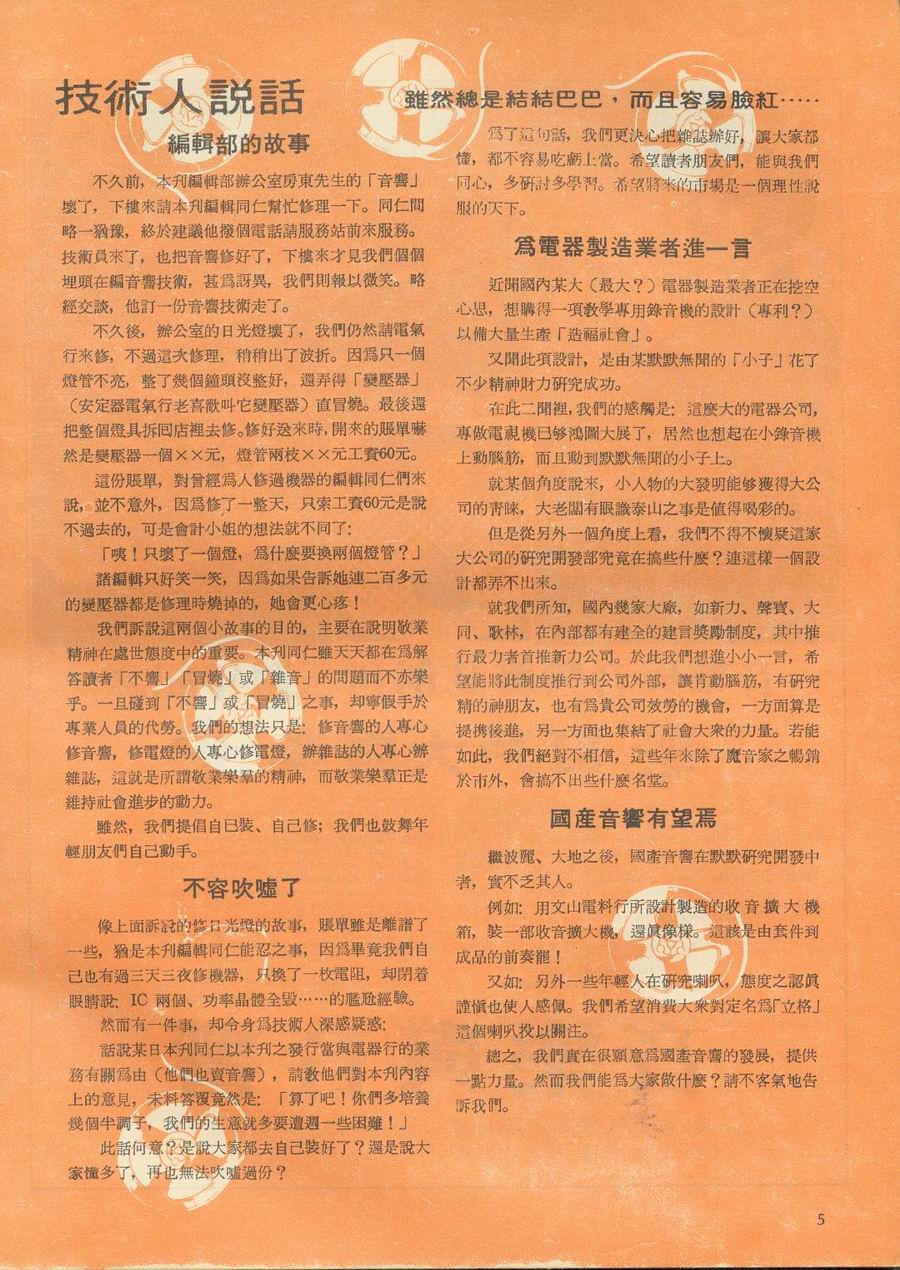 技術人説話
雖然總是結結巴巴，而且容易臉紅‥‥‥
編輯部的故事
不久前，本刊編輯部辦公室房東先生的「音響」
壞了，下樓來請本刊編輯同仁幫忙修理一下。同仁間
略一猶豫，終於建議他撥個電話請服務站前來服務。
技術員來了，也把音響修好了，下樓來才見我們個個
埋頭在編音響技術，甚爲訝異，我們則報以微笑。略
經交談，他訂一份音響技術走了。
不久後，辦公室的日光燈壞了，我們仍然請電氣
行來修，不過這次修理，稍稍出了波折。因爲只一個
燈管不亮，整了幾個鐘頭沒整好，還弄得「變壓器」
（安定器電氣行老喜歡叫它變壓器）直冒燒。最後還
把整個燈具拆囘店裡去修。修好送來時，開來的賬單嚇
然是變壓器一個××元，燈管兩枝××元工資60元。
這份賬單，對曾經爲人修過機器的編輯同仁們來
說，並不意外，因爲修了一整天，只索工資60元是說
不過去的，可是會計小姐的想法就不同了：
「咦！只壞了一個燈，爲什麼要換兩個燈管？」
諸編輯只好笑一笑，因爲如果告訴她連二百多元
的變壓器都是修理時燒掉的，她會更心疼！
我們訴說這兩個小故事的目的，主要在說明敬業
精神在處世態度中的重要。本刊同仁雖天天都在爲解
答讀者「不響」「冒燒」或「雜音」的問題而不亦樂
乎。一旦碰到「不響」或「冒燒」之事，却寧假手於
專業人員的代勞。我們的想法只是：修音響的人專心
修音響，修電燈的人專心修電燈，辦雜誌的人專心辦
雜誌，這就是所謂敬業樂羣的精神，而敬業樂羣正是
維持社會進步的動力。
雖然，我們提倡自己裝、自己修；我們也鼓舞年
輕朋友們自己動手。
不容吹噓了
像上面訴說的修日光燈的故事，賬單雖是離譜了
一些，猶是本刊編輯同仁能忍之事，因爲畢竟我們自
己也有過三天三夜修機器，只換了一枚電阻，却閉着
眼睛說：IC 兩個、功率晶體全毀……的尷尬經驗。
然而有一件事，却令身爲技術人深感疑惑：
話說某日本刊同仁以本刊之發行當與電器行的業
務有關爲由（他們也賣音響），請敎他們對本刊內容
上的意見，未料答覆竟然是：「算了吧！你們多培養
幾個半調子，我們的生意就多要遭遇一些困難！」
此話何意？是說大家都去自己裝好了？還是說大
家懂多了，再也無法吹噓過份？
爲了這句話，我們更決心把雜誌辦好，讓大家都
懂，都不容易吃虧上當。希望讀者朋友們，能與我們
同心，多硏討多學習。希望將來的市場是一個理性說
服的天下。
爲電器製造業者進一言
近聞國內某大（最大？）電器製造業者正在挖空
心思，想購得一項敎學專用錄音機的設計（專利？）
以備大量生產「造福社會」。
又聞此項設計，是由某默默無聞的「小子」花了
不少精神財力硏究成功。
在此二聞裡，我們的感觸是：這麼大的電器公司，
專做電視機已够鴻圖大展了，居然也想起在小錄音機
上動腦筋，而且動到默默無聞的小子上。
就某個角度說來，小人物的大發明能够獲得大公
司的靑睞，大老闆有眼識泰山之事是值得喝彩的。
但是從另外一個角度上看，我們不得不懷疑這家
大公司的硏究開發部究竟在搞些什麼？連這樣一個設
計都弄不出來。
就我們所知，國內幾家大廠，如新力、聲寶、大
同、歌林，在內部都有建全的建言獎勵制度，其中推
行最力者首推新力公司。於此我們想進小小一言，希
望能將此制度推行到公司外部，讓肯動腦筋，有硏究
精的神朋友，也有爲貴公司效勞的機會，一方面算是
提携後進，另一方面也集結了社會大衆的力量。若能
如此，我們絕對不相信，這些年來除了魔音家之暢銷
於市外，會搞不出些什麼名堂。
國產音響有望焉
繼波麗、大地之後，國產音響在默默硏究開發中
者，實不乏其人。
例如：用文山電料行所設計製造的收音擴大機
箱，裝一部收音擴大機，還眞像樣。這該是由套件到
成品的前奏罷！
又如：另外一些年輕人在硏究喇叭，態度之認眞
謹愼也使人感佩。我們希望消費大衆對定名爲「立格」
這個喇叭投以關注。
總之，我們實在很願意爲國產音響的發展，提供
一點力量。然而我們能爲大家做什麼？請不客氣地告
訴我們。
5